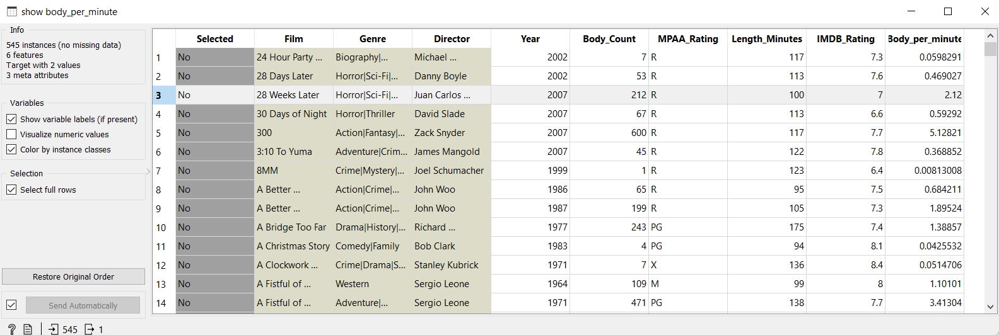 show body_per_minute
Info
545 instances (no missing data)
6 features
Target with 2 values
3 meta attributes
Variables
Show variable labels (if present)
Visualize numeric values
Color by instance classes
Selection
Select full rows
Restore Original Order
Send Automatically
? 545 1
Selected Film Genre Director Year Body_Count MPAA_Rating Length_Minutes IMDB_Rating Body_per_minute
1 No 24 Hour Party ... Biography|... Michael ... 2002 7 R 117 7.3 0.0598291
2 No 28 Days Later Horror|Sci-Fi|... Danny Boyle 2002 53 R 113 7.6 0.469027
3 No 28 Weeks Later Horror|Sci-Fi|... Juan Carlos ... 2007 212 R 100 7 2.12
4 No 30 Days of Night Horror|Thriller David Slade 2007 67 R 113 6.6 0.59292
5 No 300 Action|Fantasy|... Zack Snyder 2007 600 R 117 7.7 5.12821
6 No 3:10 To Yuma Adventure|Crim... James Mangold 2007 45 R 122 7.8 0.368852
7 No 8MM Crime|Mystery|... Joel Schumacher 1999 1 R 123 6.4 0.00813008
8 No A Better ... Action|Crime|... John Woo 1986 65 R 95 7.5 0.684211
9 No A Better ... Action|Crime|... John Woo 1987 199 R 105 7.3 1.89524
10 No A Bridge Too Far Drama|History|... Richard ... 1977 243 PG 175 7.4 1.38857
11 No A Christmas Story Comedy|Family Bob Clark 1983 4 PG 94 8.1 0.0425532
12 No A Clockwork ... Crime|Drama|S... Stanley Kubrick 1971 7 X 136 8.4 0.0514706
13 No A Fistful of ... Western Sergio Leone 1964 109 M 99 8 1.10101
14 No A Fistful of ... Adventure|... Sergio Leone 1971 471 PG 138 7.7 3.41304